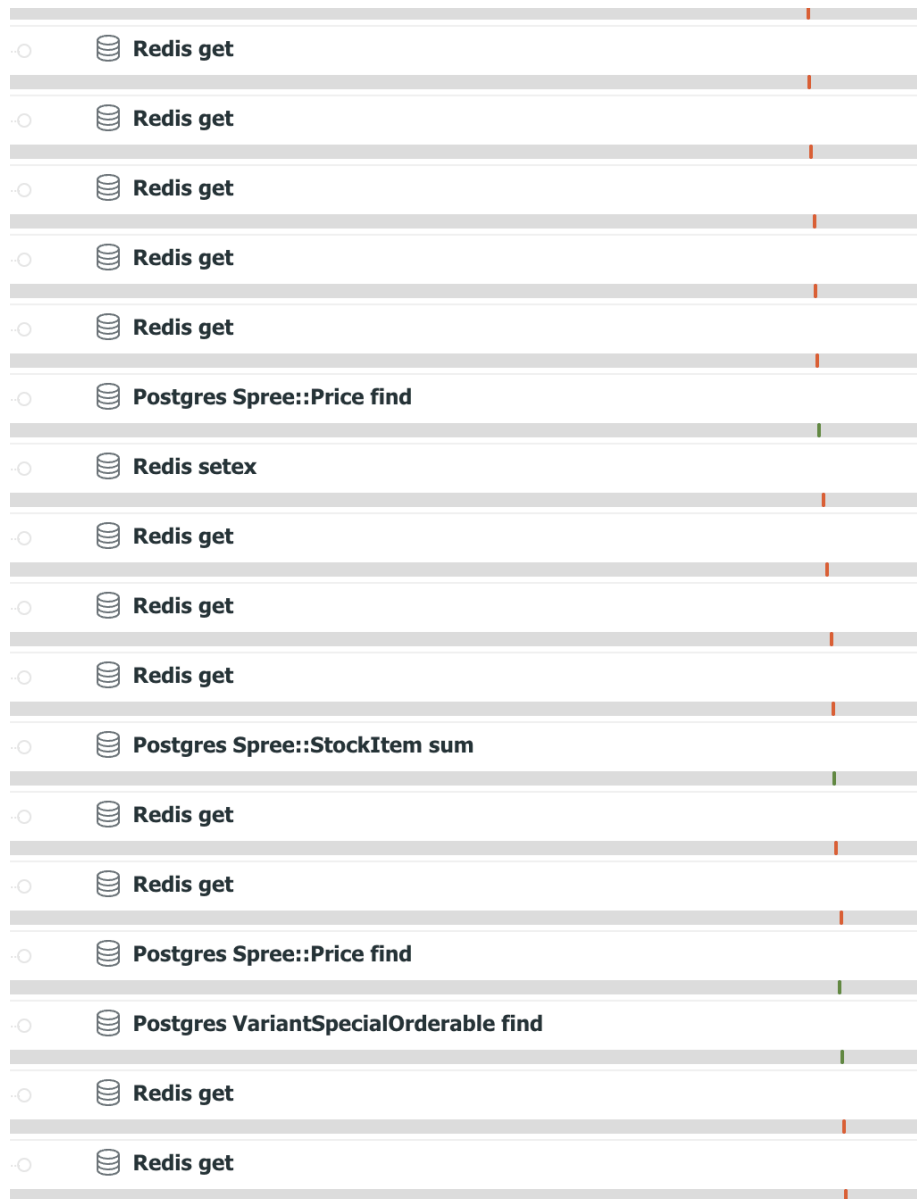 Redis get
Redis get
Redis get
Redis get
Redis get
Postgres Spree::Price find
Redis setex
Redis get
Redis get
Redis get
Postgres Spree::StockItem sum
Redis get
Redis get
Postgres Spree::Price find
Postgres VariantSpecialOrderable find
Redis get
Redis get